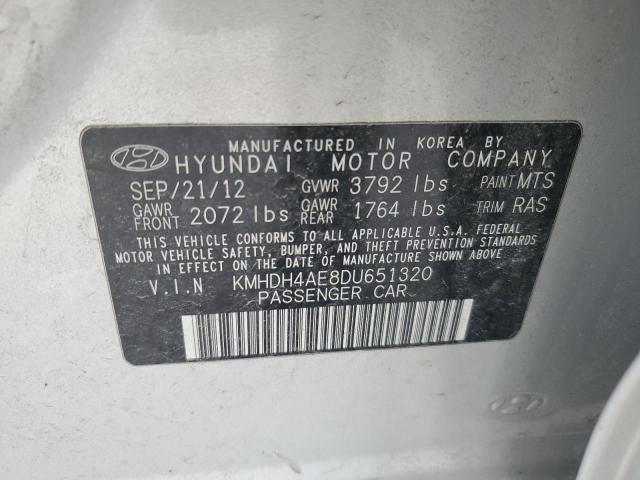 MANUFACTURED IN KOREA BY
HYUNDAI MOTOR COMPANY
SEP/21/12 GVWR 3792 lbs PAINT MTS
GAWR FRONT 2072 lbs GAWR REAR 1764 lbs TRIM RAS
THIS VEHICLE CONFORMS TO ALL APPLICABLE U.S.A. FEDERAL
MOTOR VEHICLE SAFETY, BUMPER, AND THEFT PREVENTION STANDARDS
IN EFFECT ON THE DATE OF MANUFACTURE SHOWN ABOVE
V.I.N KMHDH4AE8DU651320
PASSENGER CAR